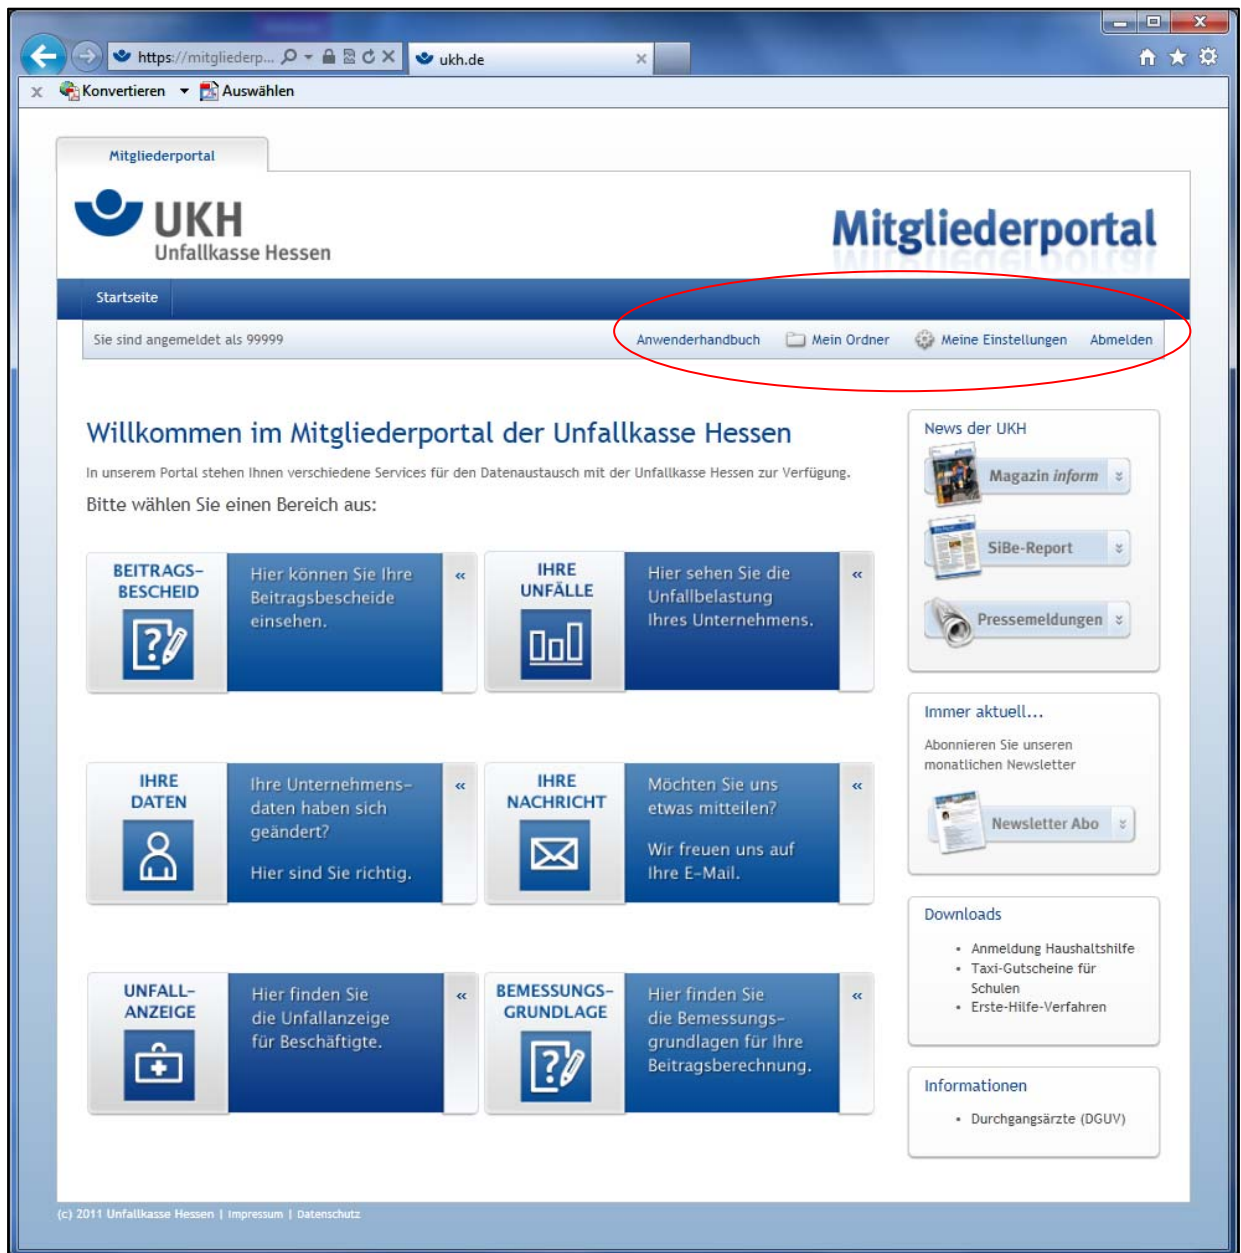 https://mitgliederp...
ukh.de
Konvertieren
Auswählen
Mitgliederportal
UKH
Unfallkasse Hessen
Mitgliederportal
Startseite
Sie sind angemeldet als 99999
Anwenderhandbuch
Mein Ordner
Meine Einstellungen
Abmelden
Willkommen im Mitgliederportal der Unfallkasse Hessen
In unserem Portal stehen Ihnen verschiedene Services für den Datenaustausch mit der Unfallkasse Hessen zur Verfügung.
Bitte wählen Sie einen Bereich aus:
BEITRAGS-
BESCHEID
Hier können Sie Ihre
Beitragsbescheide
einsehen.
«
IHRE
UNFÄLLE
Hier sehen Sie die
Unfallbelastung
Ihres Unternehmens.
«
IHRE
DATEN
Ihre Unternehmens-
daten haben sich
geändert?
Hier sind Sie richtig.
«
IHRE
NACHRICHT
Möchten Sie uns
etwas mitteilen?
Wir freuen uns auf
Ihre E-Mail.
«
UNFALL-
ANZEIGE
Hier finden Sie
die Unfallanzeige
für Beschäftigte.
«
BEMESSUNGS-
GRUNDLAGE
Hier finden Sie
die Bemessungs-
grundlagen für Ihre
Beitragsberechnung.
«
News der UKH
Magazin inform
SiBe-Report
Pressemeldungen
Immer aktuell...
Abonnieren Sie unseren
monatlichen Newsletter
Newsletter Abo
Downloads
• Anmeldung Haushaltshilfe
• Taxi-Gutscheine für
Schulen
• Erste-Hilfe-Verfahren
Informationen
• Durchgangsärzte (DGUV)
(c) 2011 Unfallkasse Hessen | Impressum | Datenschutz